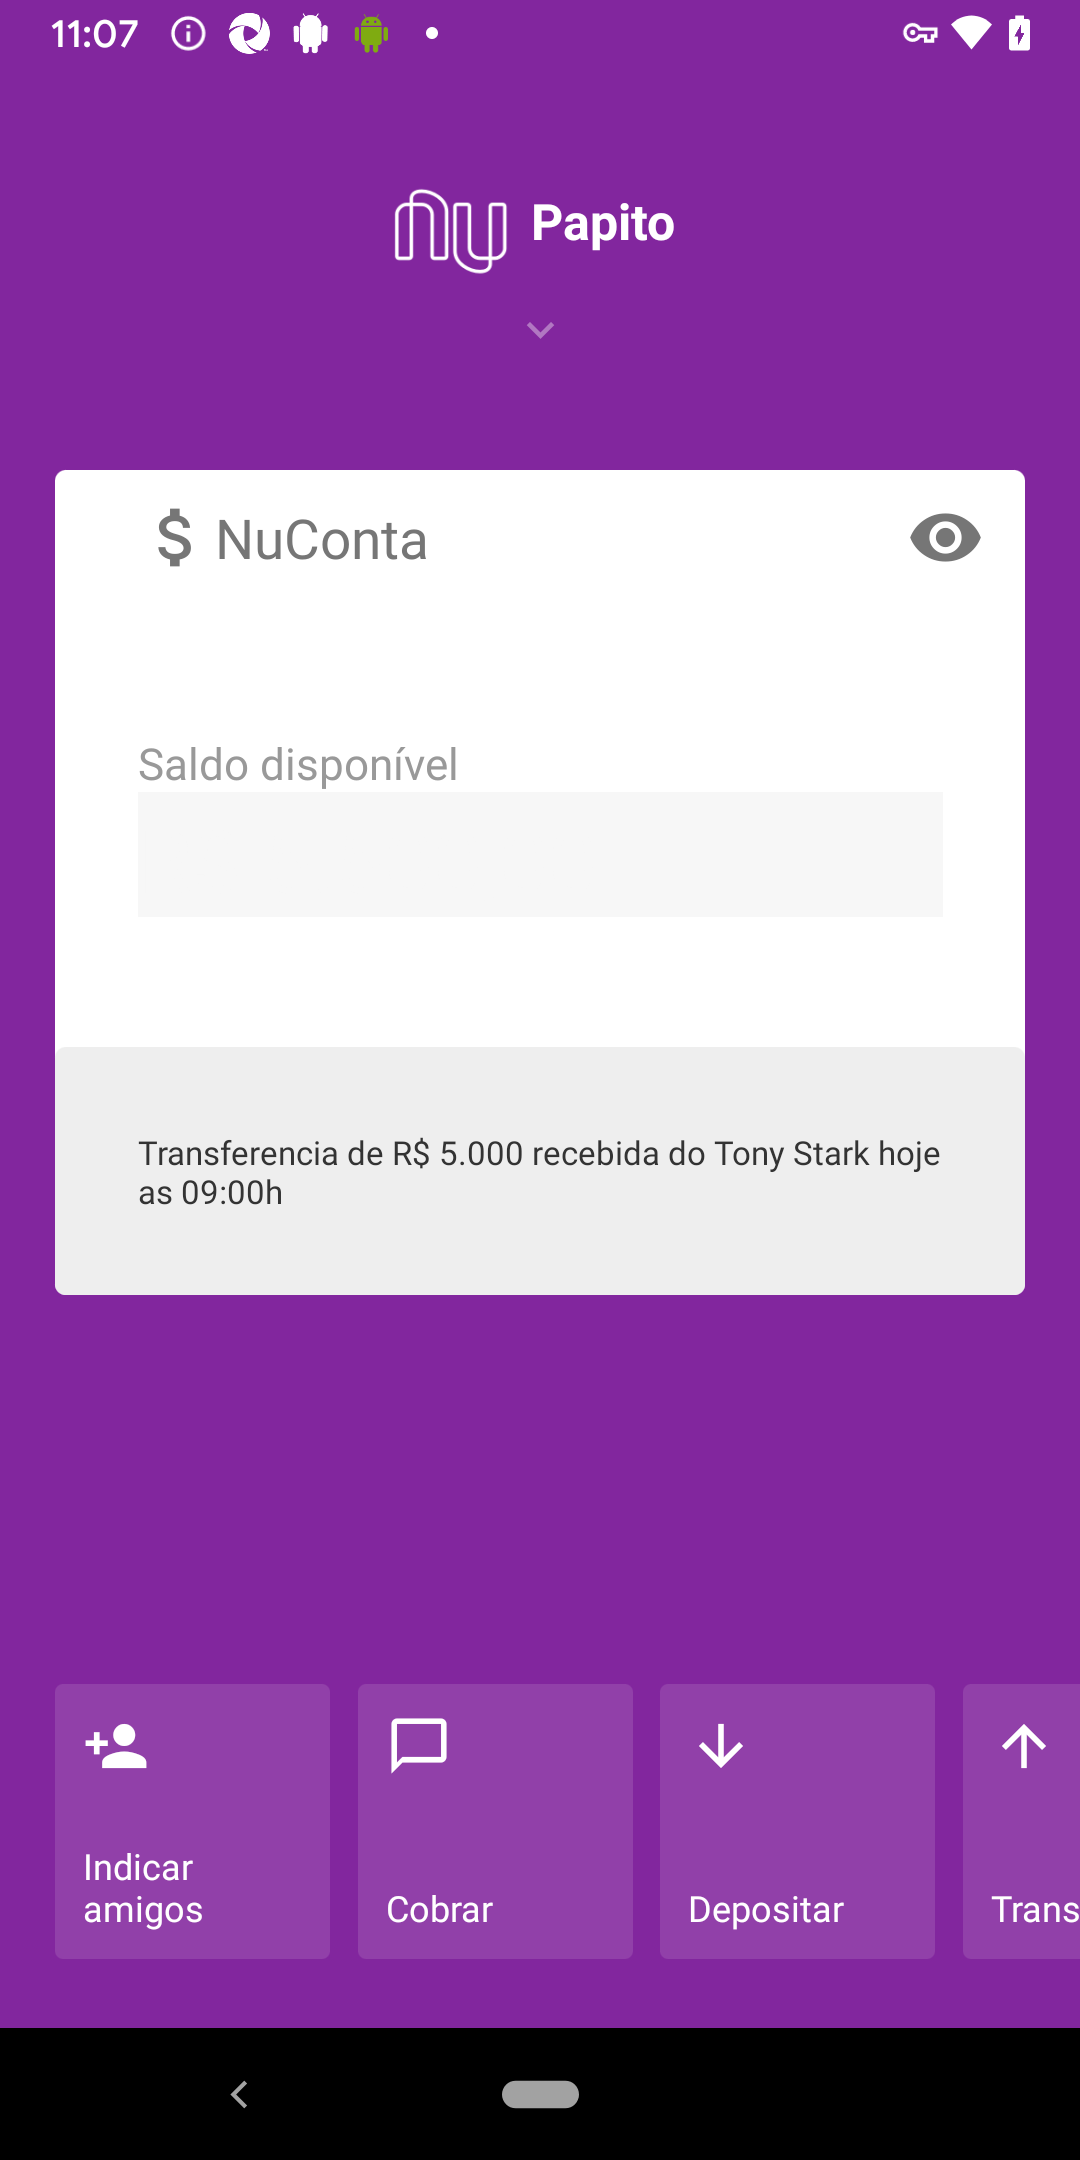 11:07
nu Papito
$ NuConta
Saldo disponível
Transferencia de R$ 5.000 recebida do Tony Stark hoje
as 09:00h
Indicar
amigos
Cobrar
Depositar
Trans